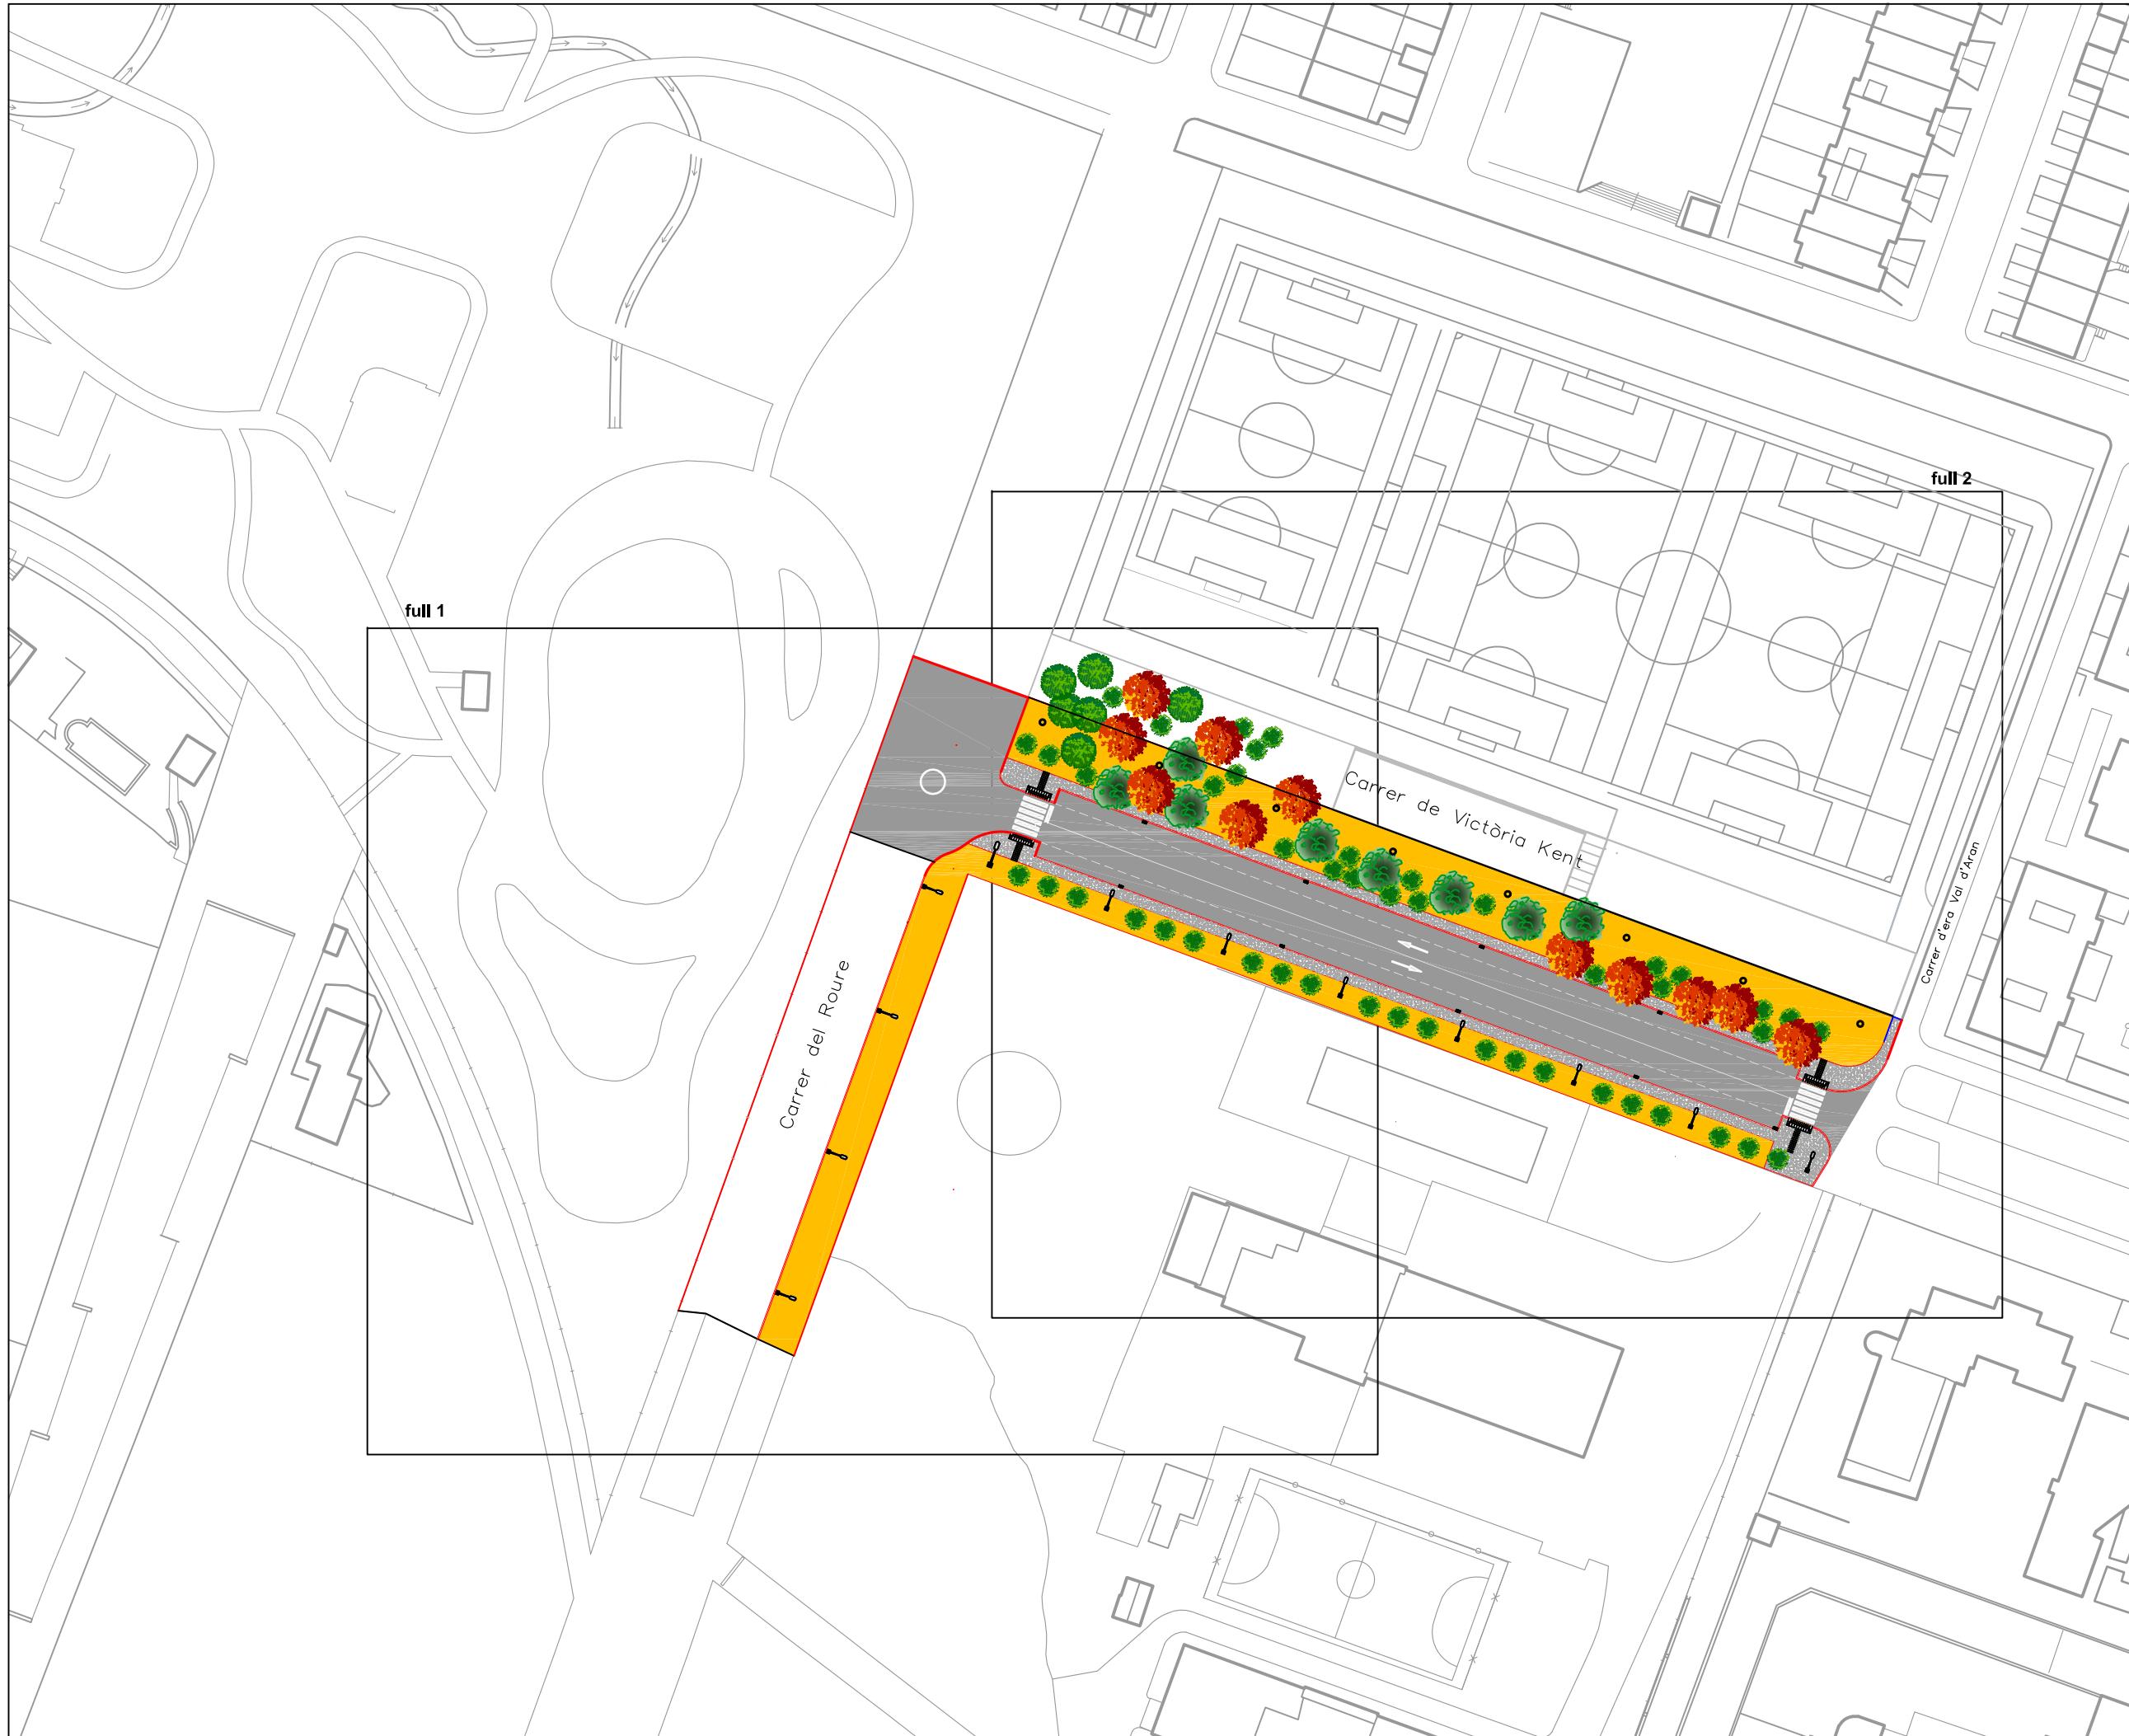 full 2
full 1
Carrer de Victòria Kent
Carrer d'era Val d'Aran
Carrer del Roure